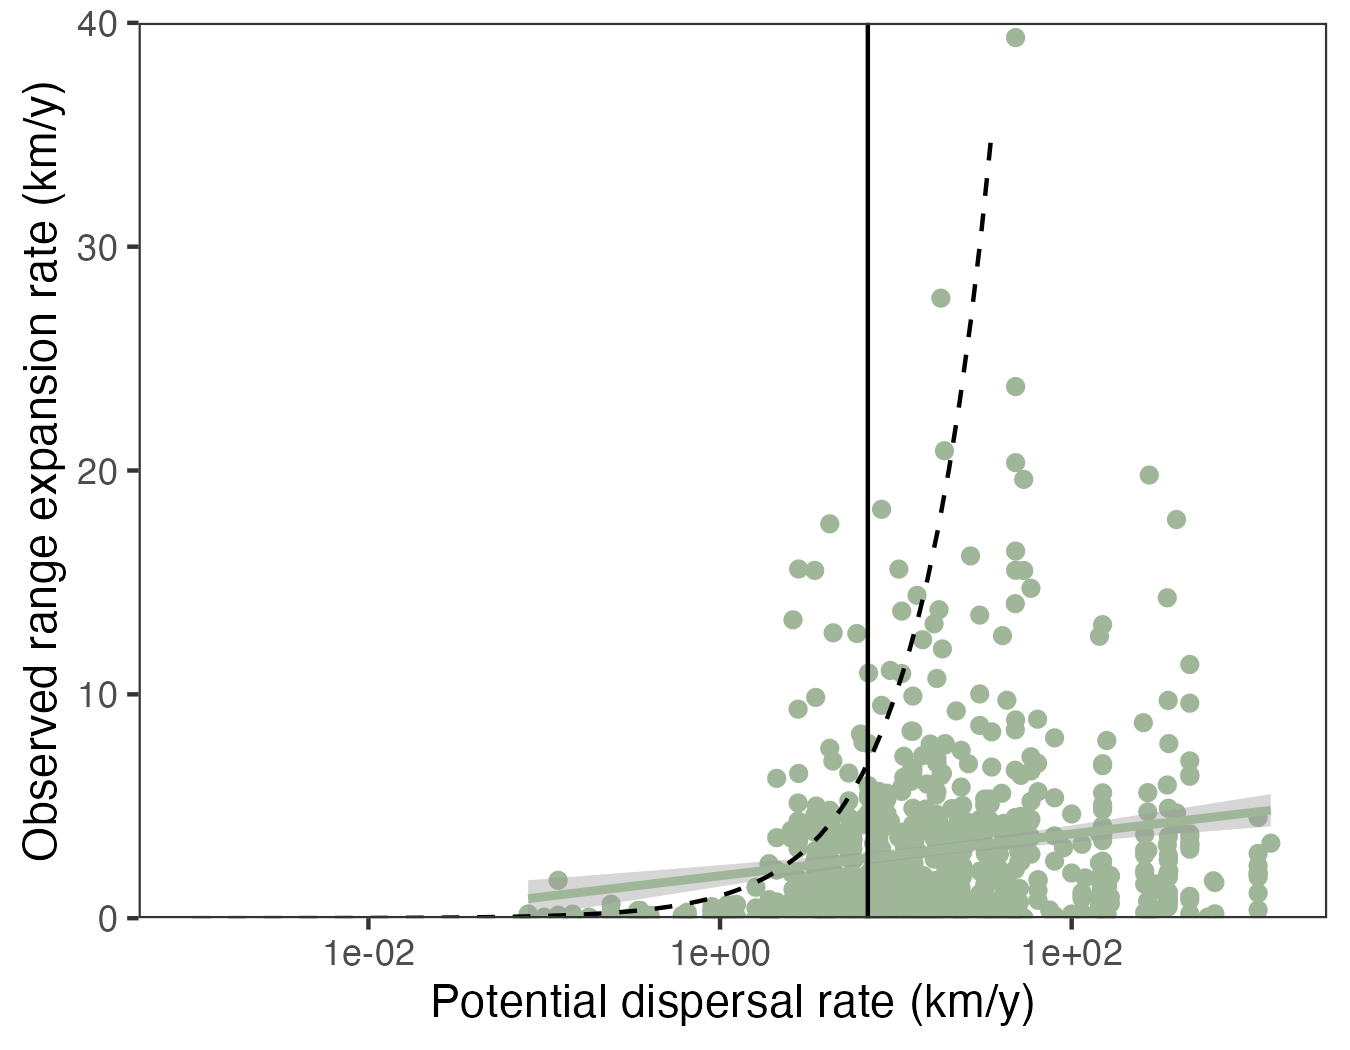 Observed range expansion rate (km/y)
40
30
20
10
0
1e-02 1e+00 1e+02
Potential dispersal rate (km/y)